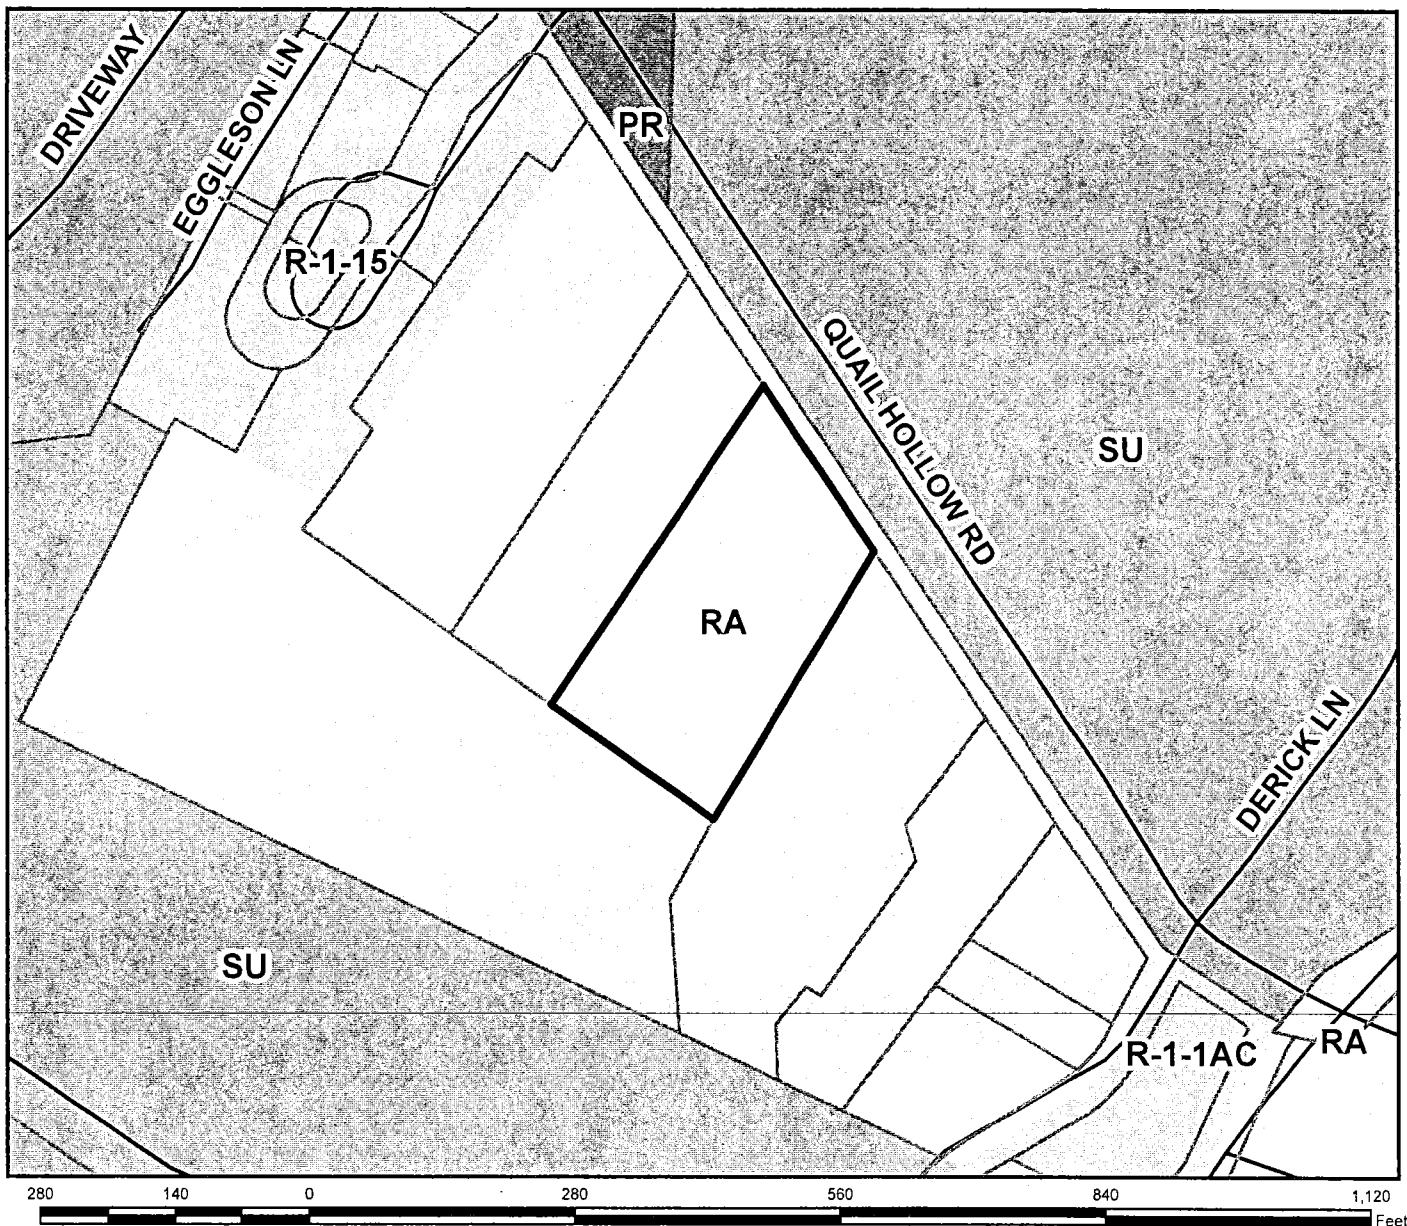 DRIVEWAY
EGGLESON LN
PR
R-1-15
QUAIL HOLLOW RD
SU
RA
DERICK LN
SU
R-1-1AC
RA
280 140 0 280 560 840 1,120
Feet